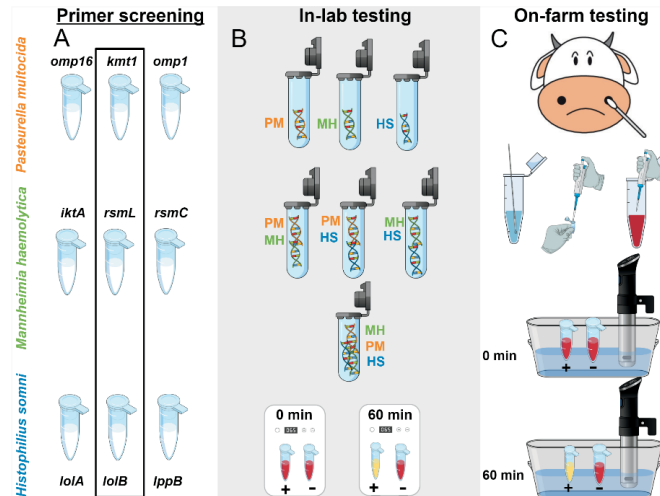 Primer screening
In-lab testing
On-farm testing
A
B
C
omp16 kmt1 omp1
Pasteurella multocida
PM
MH
HS
iktA rsmL rsmC
Mannheimia haemolytica
PM
MH
PM
HS
MH
HS
MH
PM
HS
Histophilius somni
lolA lolB lppB
0 min
+ -
60 min
+ -
0 min
+ -
60 min
+ -